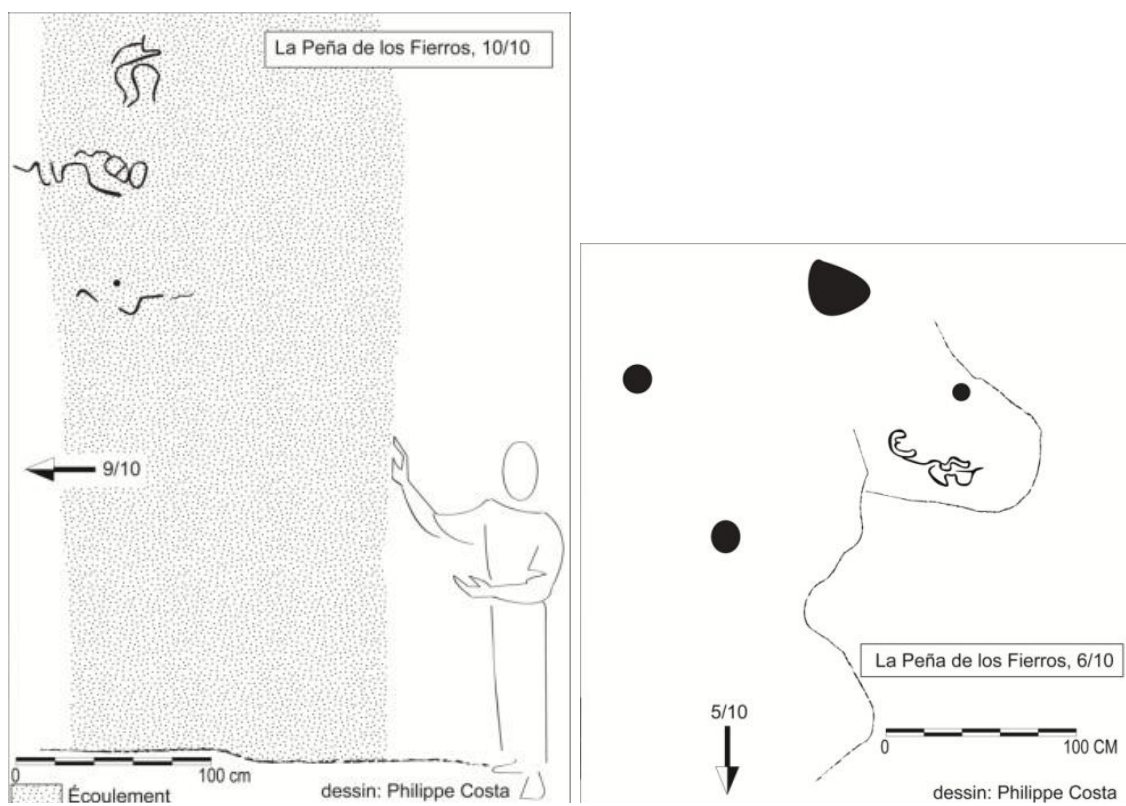 La Peña de los Fierros, 10/10
9/10
0 100 cm
Écoulement
dessin: Philippe Costa
5/10
La Peña de los Fierros, 6/10
0 100 CM
dessin: Philippe Costa